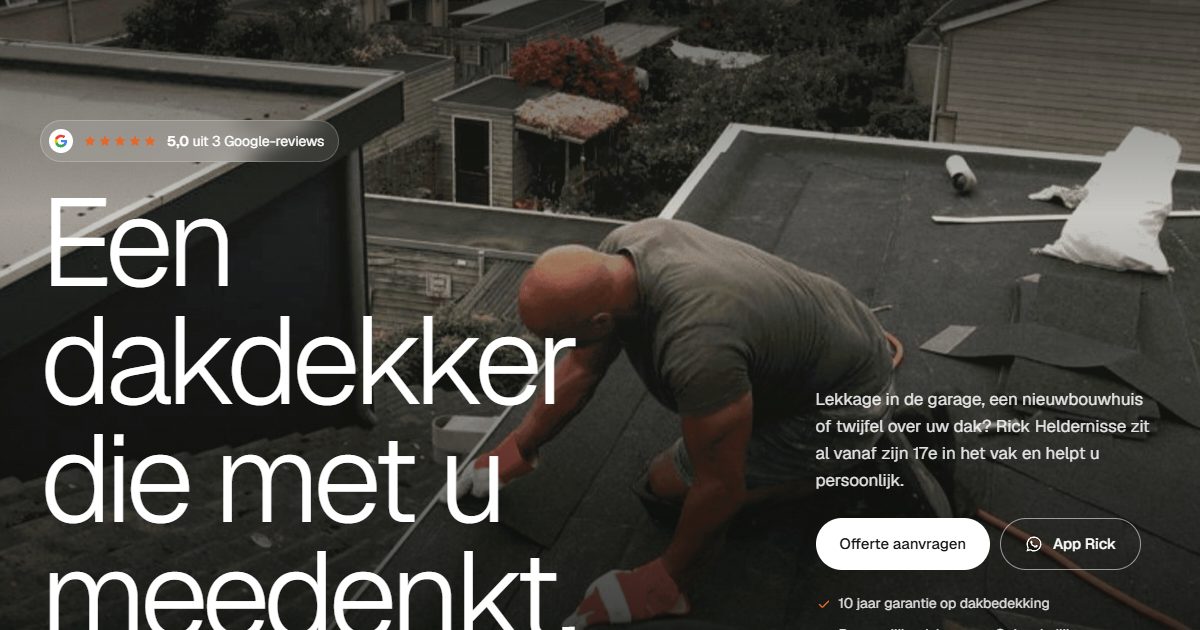 5,0 uit 3 Google-reviews
Een
dakdekker
die met u
meedenkt.
Lekkage in de garage, een nieuwbouwhuis
of twijfel over uw dak? Rick Heldernisse zit
al vanaf zijn 17e in het vak en helpt u
persoonlijk.
Offerte aanvragen
App Rick
10 jaar garantie op dakbedekking